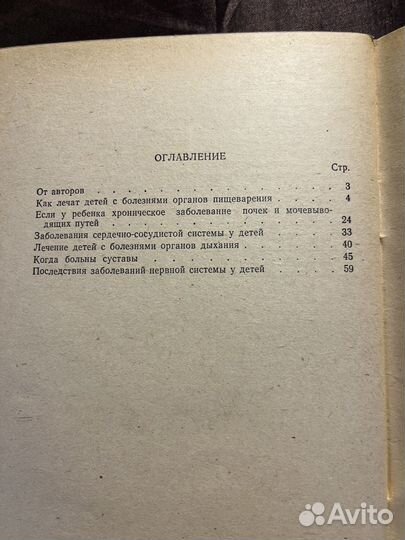 ОГЛАВЛЕНИЕ
Стр.
От авторов . . . . . . . . . . . . . . 3
Как лечат детей с болезнями органов пищеварения . . . 4
Если у ребенка хроническое заболевание почек и мочевыво-
дящих путей . . . . . . . . . . . . . 24
Заболевания сердечно-сосудистой системы у детей . . . 33
Лечение детей с болезнями органов дыхания . . . . . 40
Когда больны суставы . . . . . . . . . . . 45
Последствия заболеваний нервной системы у детей . . . 59
Avito